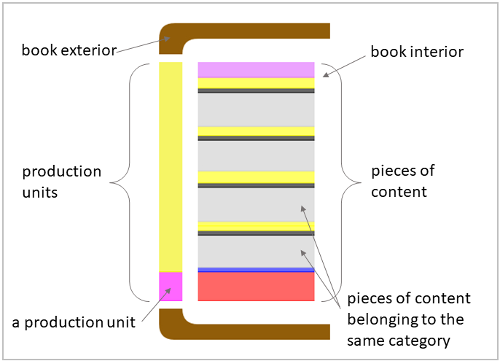 book exterior
book interior
production
units
pieces of
content
a production unit
pieces of content
belonging to the
same category